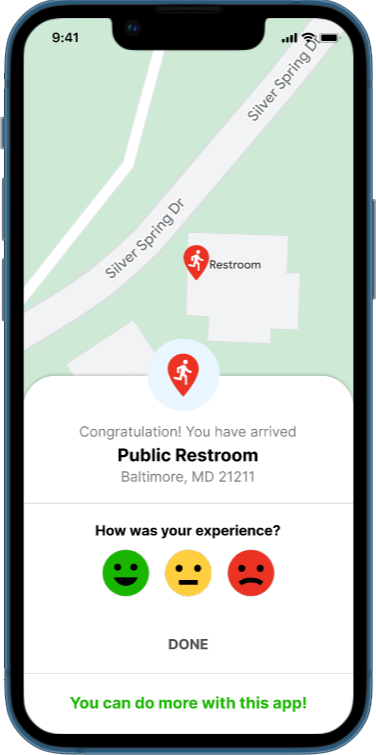 9:41
Silver Spring Dr
Silver Spring Dr
Restroom
Congratulation! You have arrived
Public Restroom
Baltimore, MD 21211
How was your experience?
DONE
You can do more with this app!